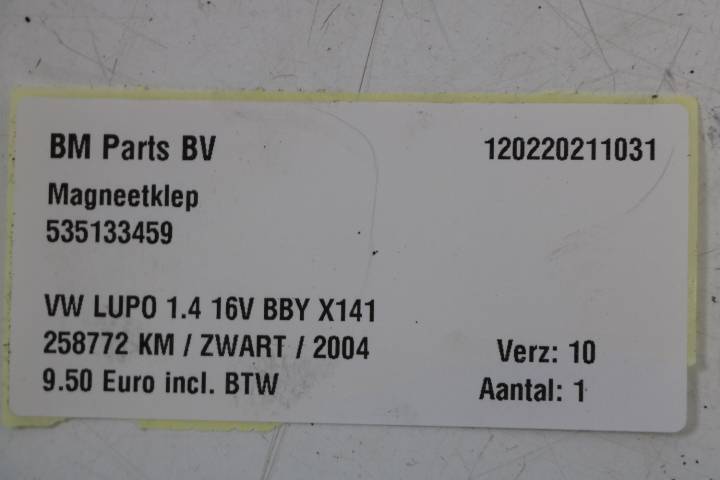 BM Parts BV 120220211031
Magneetklep
535133459
VW LUPO 1.4 16V BBY X141
258772 KM / ZWART / 2004 Verz: 10
9.50 Euro incl. BTW Aantal: 1